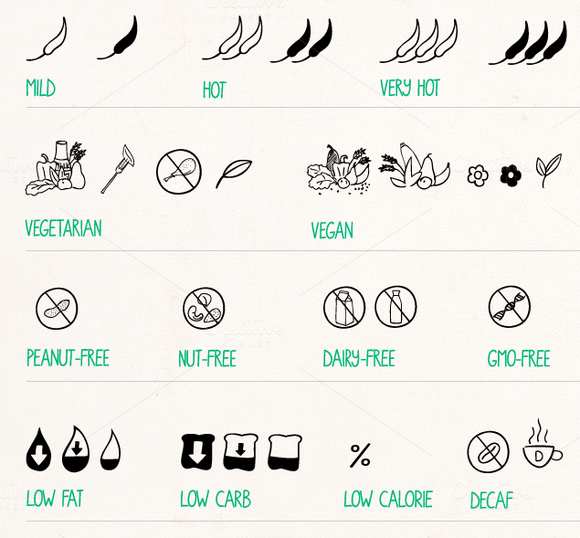 MILD
HOT
VERY HOT
VEGETARIAN
VEGAN
PEANUT-FREE
NUT-FREE
DAIRY-FREE
GMO-FREE
%
D
LOW FAT
LOW CARB
LOW CALORIE
DECAF